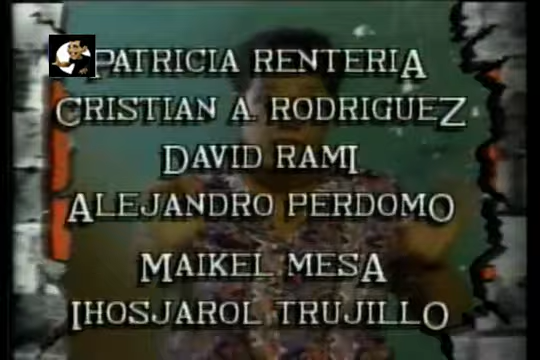 PATRICIA RENTERIA
CRISTIAN A. RODRIGUEZ
DAVID RAMI
ALEJANDRO PERDOMO
MAIKEL MESA
IHOSJAROL TRUJILLO